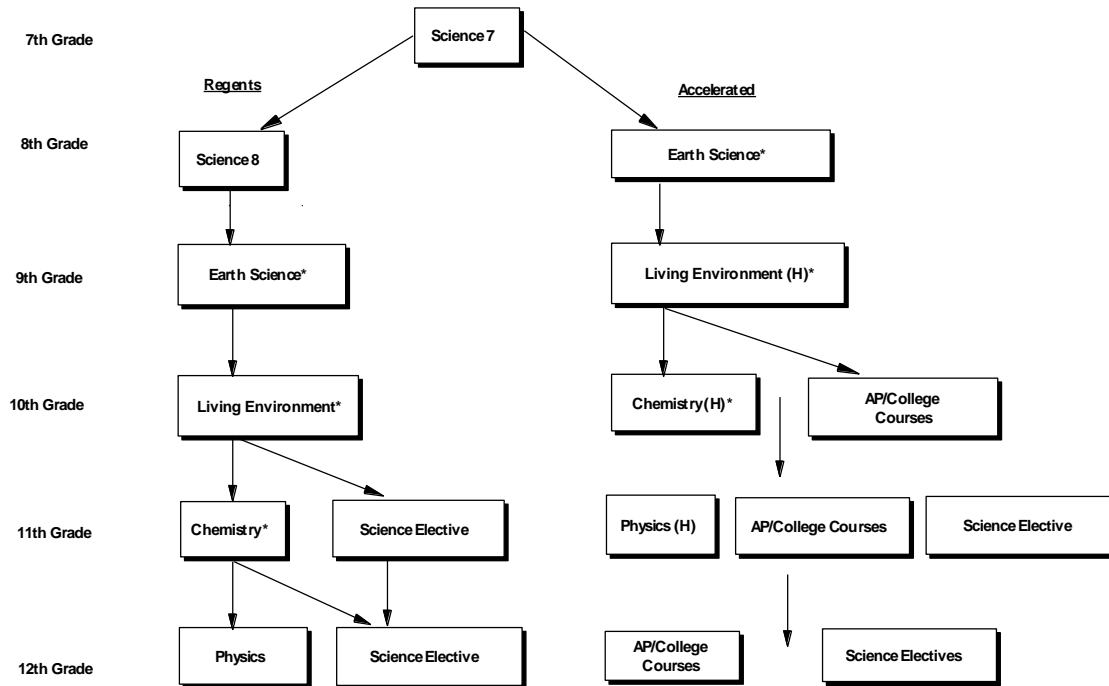 7th Grade
Science 7
Regents
Accelerated
8th Grade
Science 8
Earth Science*
9th Grade
Earth Science*
Living Environment (H)*
10th Grade
Living Environment*
Chemistry (H)*
AP/College
Courses
11th Grade
Chemistry*
Science Elective
Physics (H)
AP/College Courses
Science Elective
12th Grade
Physics
Science Elective
AP/College
Courses
Science Electives